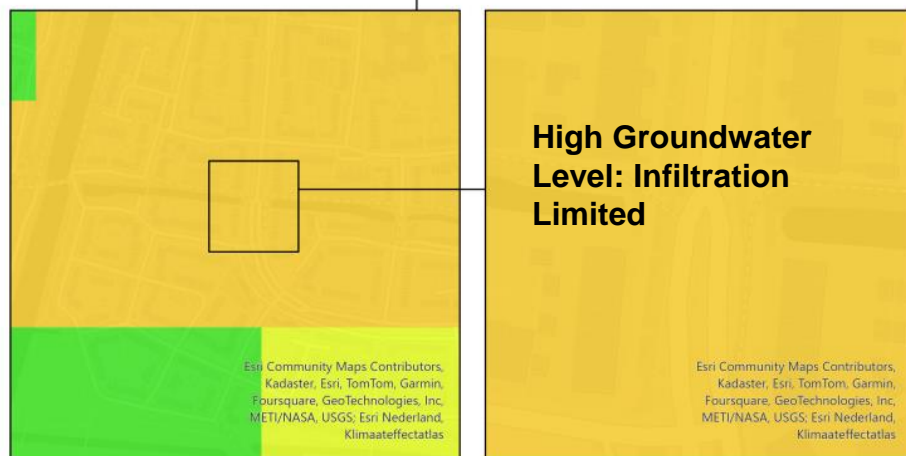 High Groundwater
Level: Infiltration
Limited
Esri Community Maps Contributors,
Kadaster, Esri, TomTom, Garmin,
Foursquare, GeoTechnologies, Inc,
METI/NASA, USGS; Esri Nederland,
Klimaateffectatlas
Esri Community Maps Contributors,
Kadaster, Esri, TomTom, Garmin,
Foursquare, GeoTechnologies, Inc,
METI/NASA, USGS; Esri Nederland,
Klimaateffectatlas